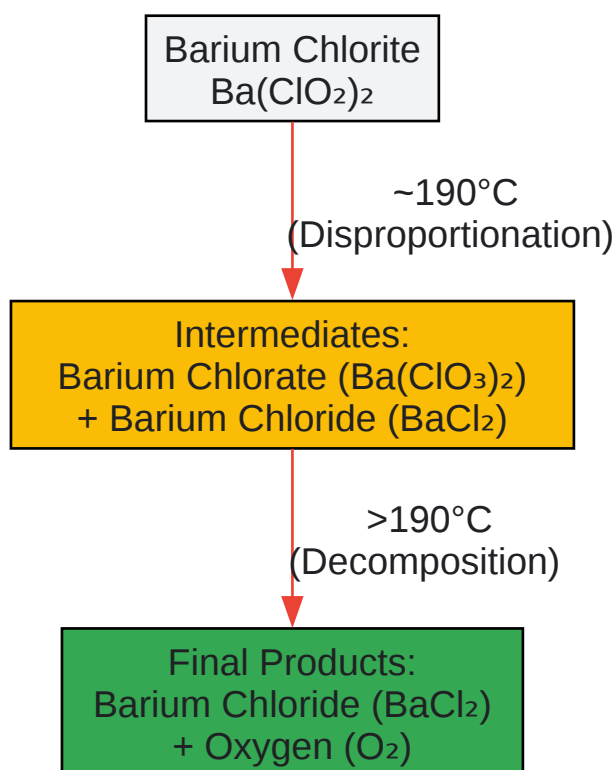 Barium Chlorite
Ba(ClO₂)₂
~190°C
(Disproportionation)
Intermediates:
Barium Chlorate (Ba(ClO₃)₂)
+ Barium Chloride (BaCl₂)
>190°C
(Decomposition)
Final Products:
Barium Chloride (BaCl₂)
+ Oxygen (O₂)